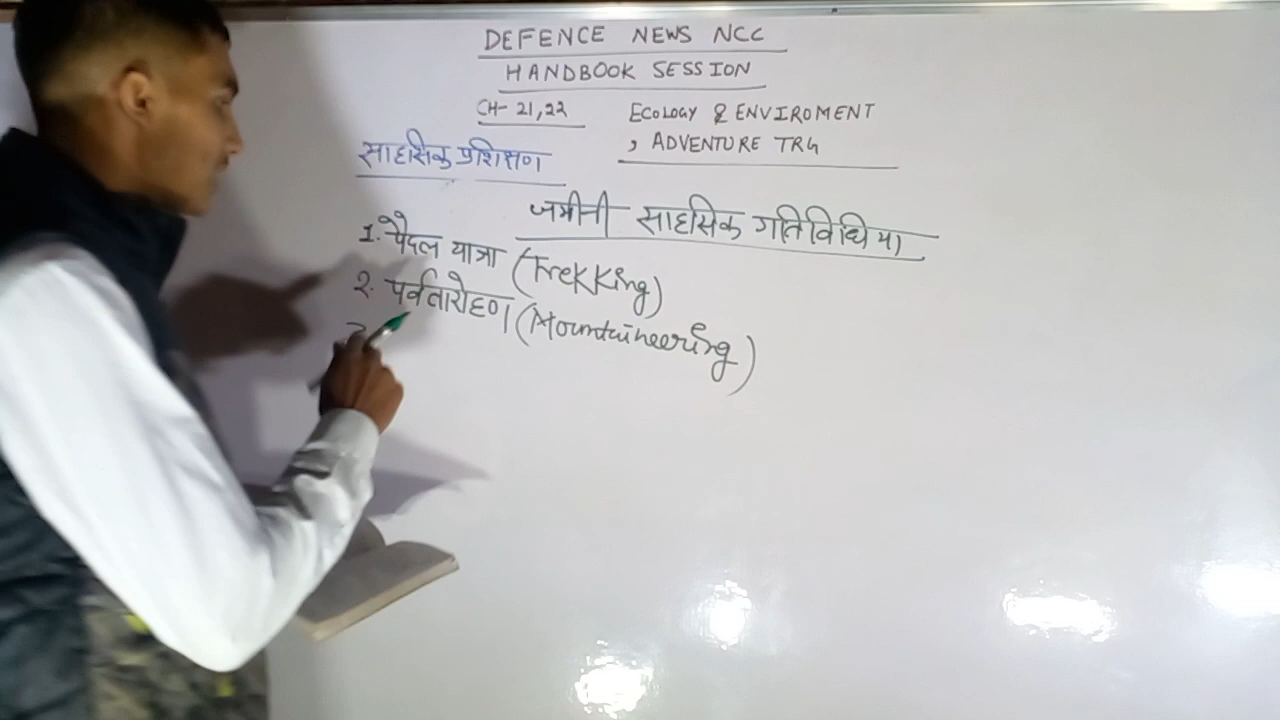 DEFENCE NEWS NCC
HANDBOOK SESSION
CH- 21,22 ECOLOGY & ENVIROMENT
, ADVENTURE TRG
साहसिक प्रशिक्षण
जमीनी साहसिक गतिविधिया
1. पैदल यात्रा (Trekking)
2. पर्वतारोहण (Mountaineering)